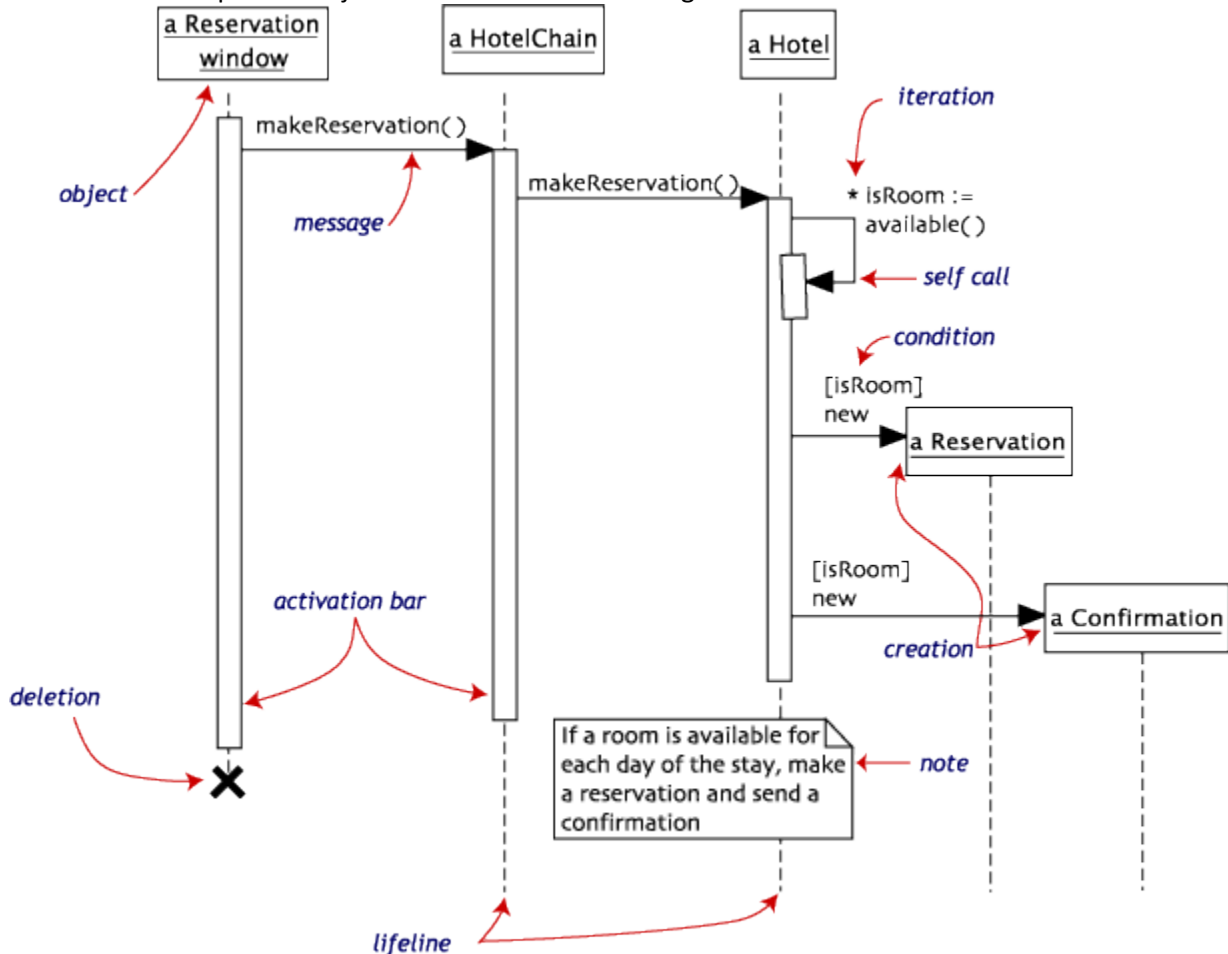 a Reservation
window
a HotelChain
a Hotel
iteration
makeReservation()
object
message
makeReservation()
* isRoom :=
available()
self call
condition
[isRoom]
new
a Reservation
[isRoom]
new
a Confirmation
activation bar
creation
deletion
If a room is available for
each day of the stay, make
a reservation and send a
confirmation
note
lifeline